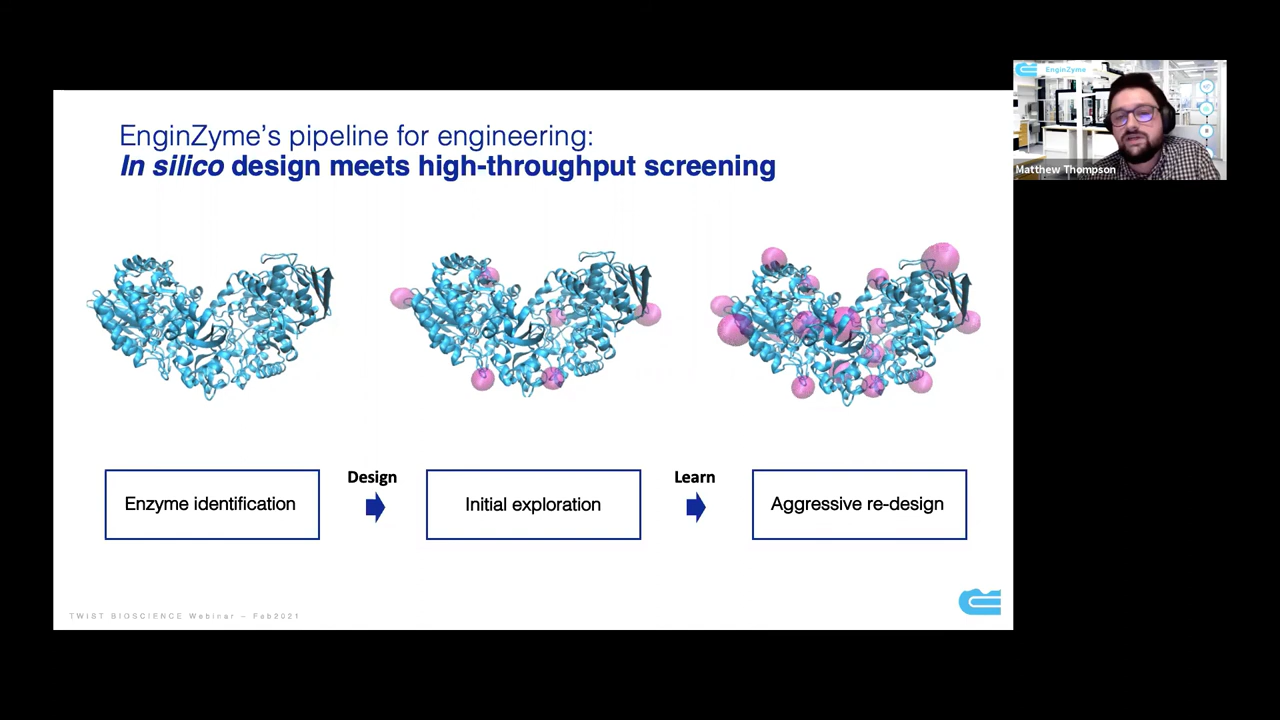 EnginZyme's pipeline for engineering:
In silico design meets high-throughput screening
EnginZyme
Matthew Thompson
Design
Learn
Enzyme identification
Initial exploration
Aggressive re-design
TWIST BIOSCIENCE Webinar – Feb2021